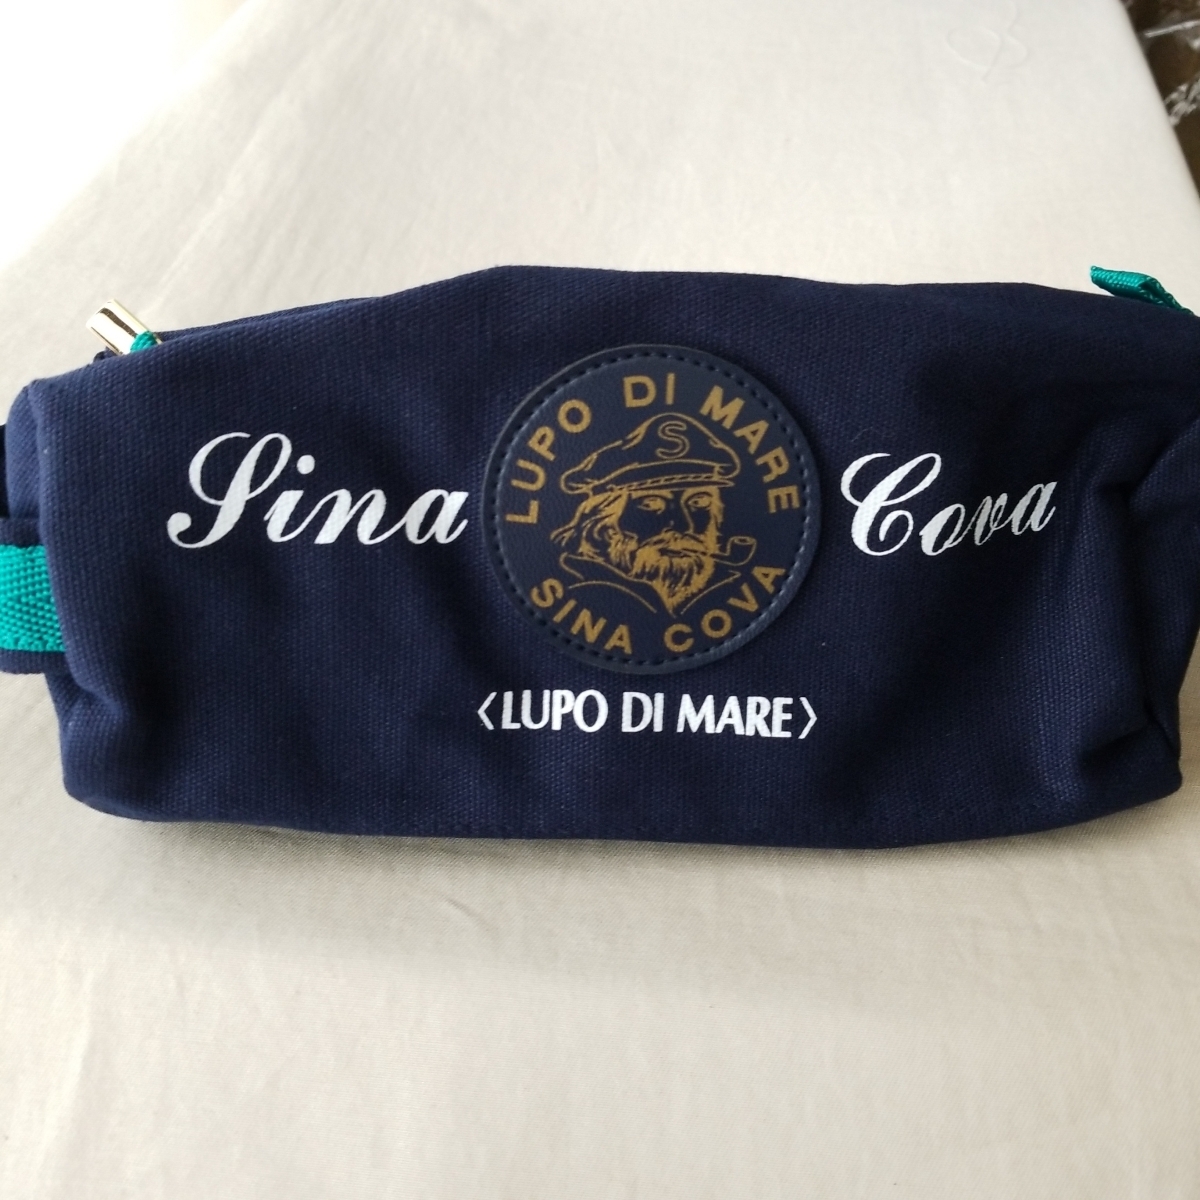 Sina Cova
LUPO DI MARE
S
SINA COVA
〈LUPO DI MARE〉